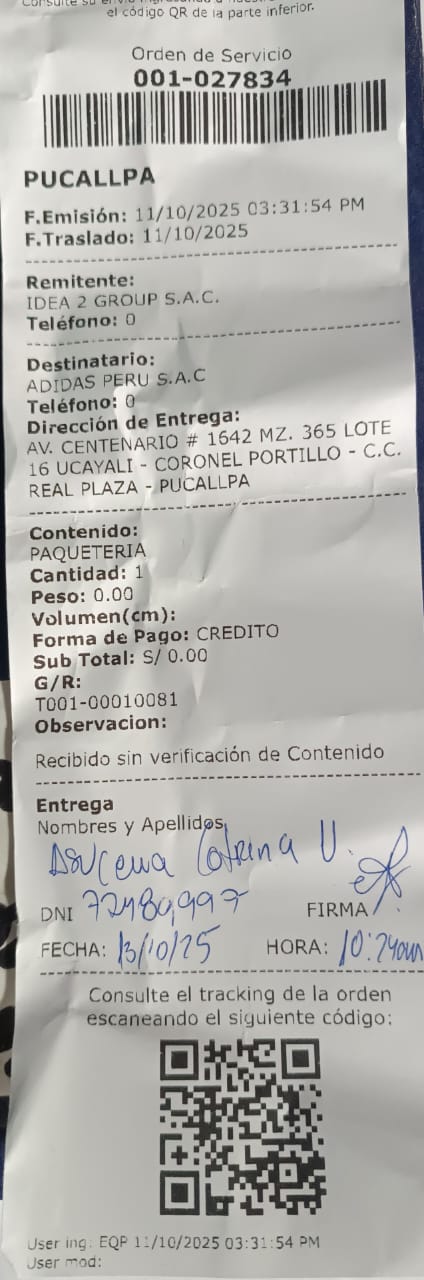 el código QR de la parte inferior.
Orden de Servicio
001-027834
PUCALLPA
F.Emisión: 11/10/2025 03:31:54 PM
F.Traslado: 11/10/2025
Remitente:
IDEA 2 GROUP S.A.C.
Teléfono: 0
Destinatario:
ADIDAS PERU S.A.C
Teléfono: 0
Dirección de Entrega:
AV. CENTENARIO # 1642 MZ. 365 LOTE
16 UCAYALI - CORONEL PORTILLO - C.C.
REAL PLAZA - PUCALLPA
Contenido:
PAQUETERIA
Cantidad: 1
Peso: 0.00
Volumen(cm):
Forma de Pago: CREDITO
Sub Total: S/ 0.00
G/R:
T001-00010081
Observacion:
Recibido sin verificación de Contenido
Entrega
Nombres y Apellidos
U.
DNI FIRMA
FECHA: 13/10/25 HORA: 10:24am
Consulte el tracking de la orden
escaneando el siguiente código:
User ing: EQP 11/10/2025 03:31:54 PM
User mod: